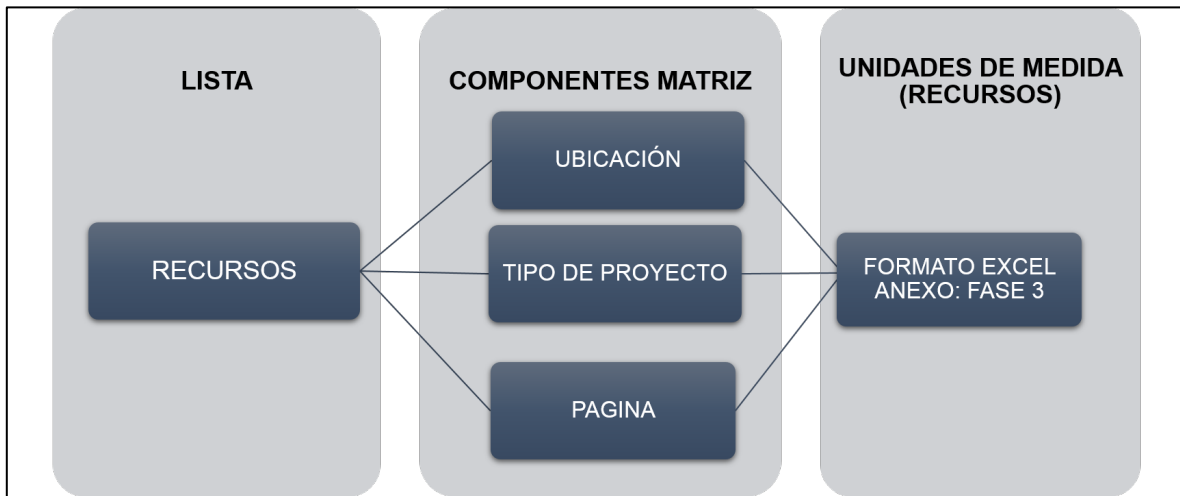 LISTA
RECURSOS
COMPONENTES MATRIZ
UBICACIÓN
TIPO DE PROYECTO
PAGINA
UNIDADES DE MEDIDA
(RECURSOS)
FORMATO EXCEL
ANEXO: FASE 3